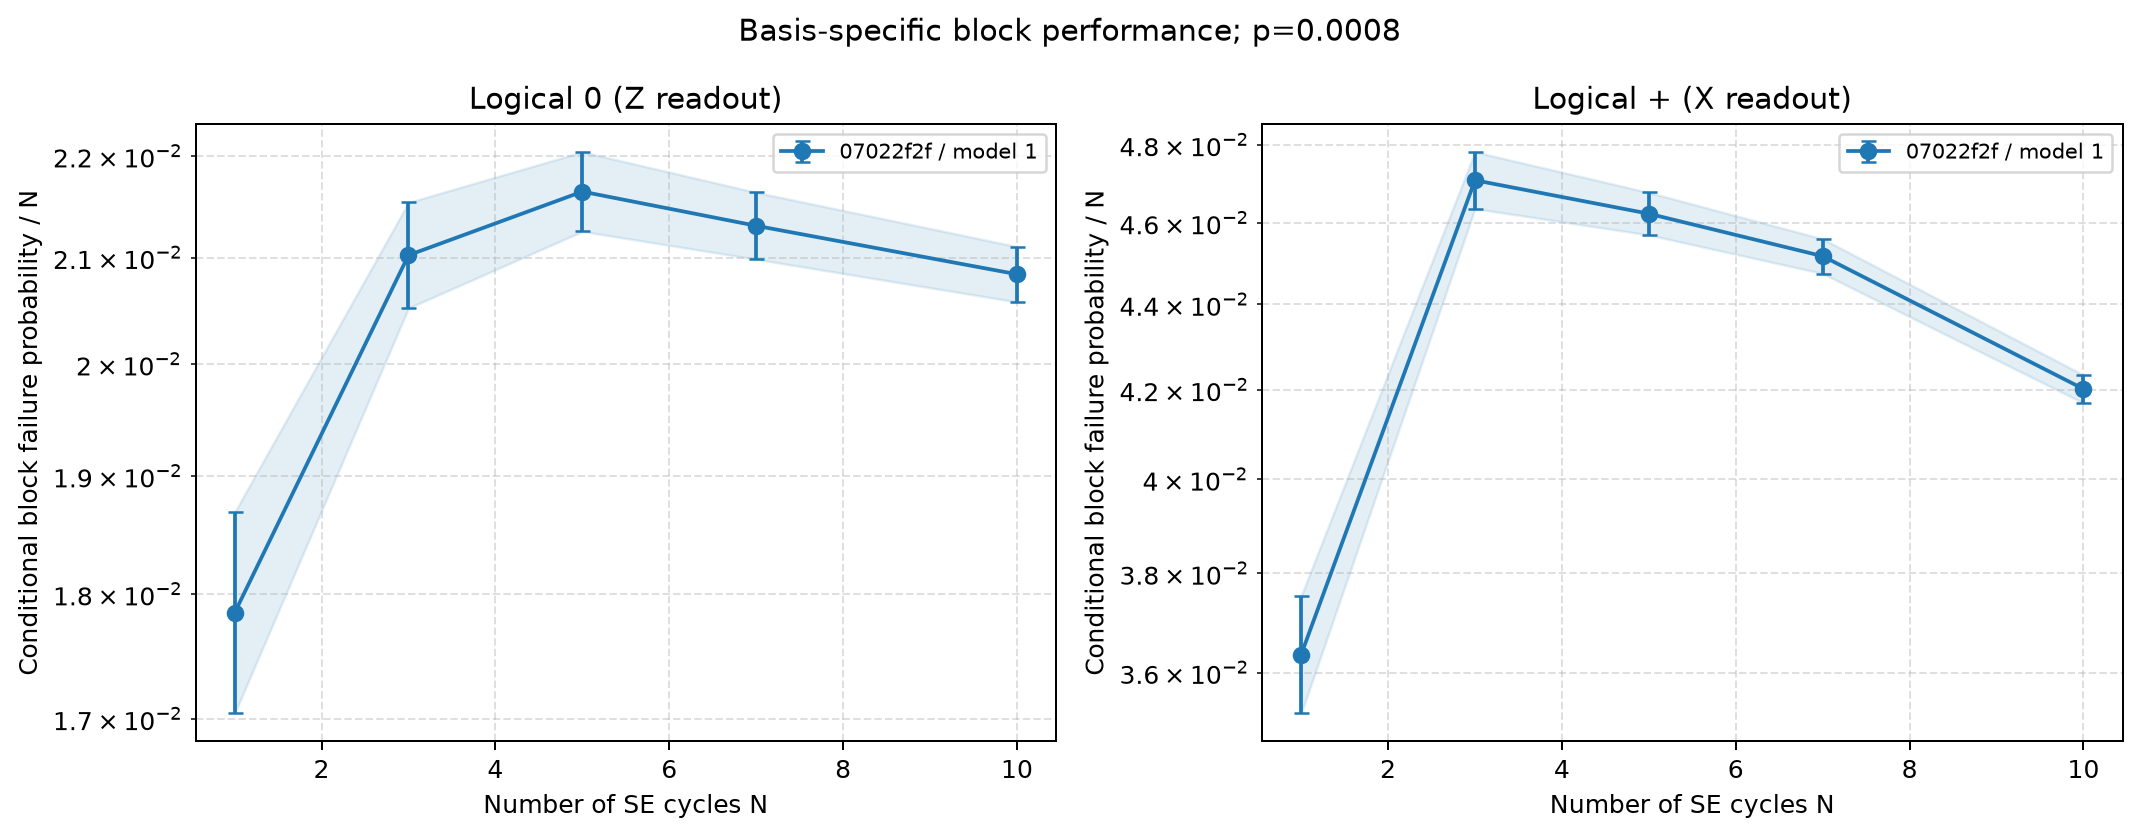 Basis-specific block performance; p=0.0008
Logical 0 (Z readout)
Conditional block failure probability / N
2.2 × 10⁻²
2.1 × 10⁻²
2 × 10⁻²
1.9 × 10⁻²
1.8 × 10⁻²
1.7 × 10⁻²
07022f2f / model 1
2 4 6 8 10
Number of SE cycles N
Logical + (X readout)
Conditional block failure probability / N
4.8 × 10⁻²
4.6 × 10⁻²
4.4 × 10⁻²
4.2 × 10⁻²
4 × 10⁻²
3.8 × 10⁻²
3.6 × 10⁻²
07022f2f / model 1
2 4 6 8 10
Number of SE cycles N